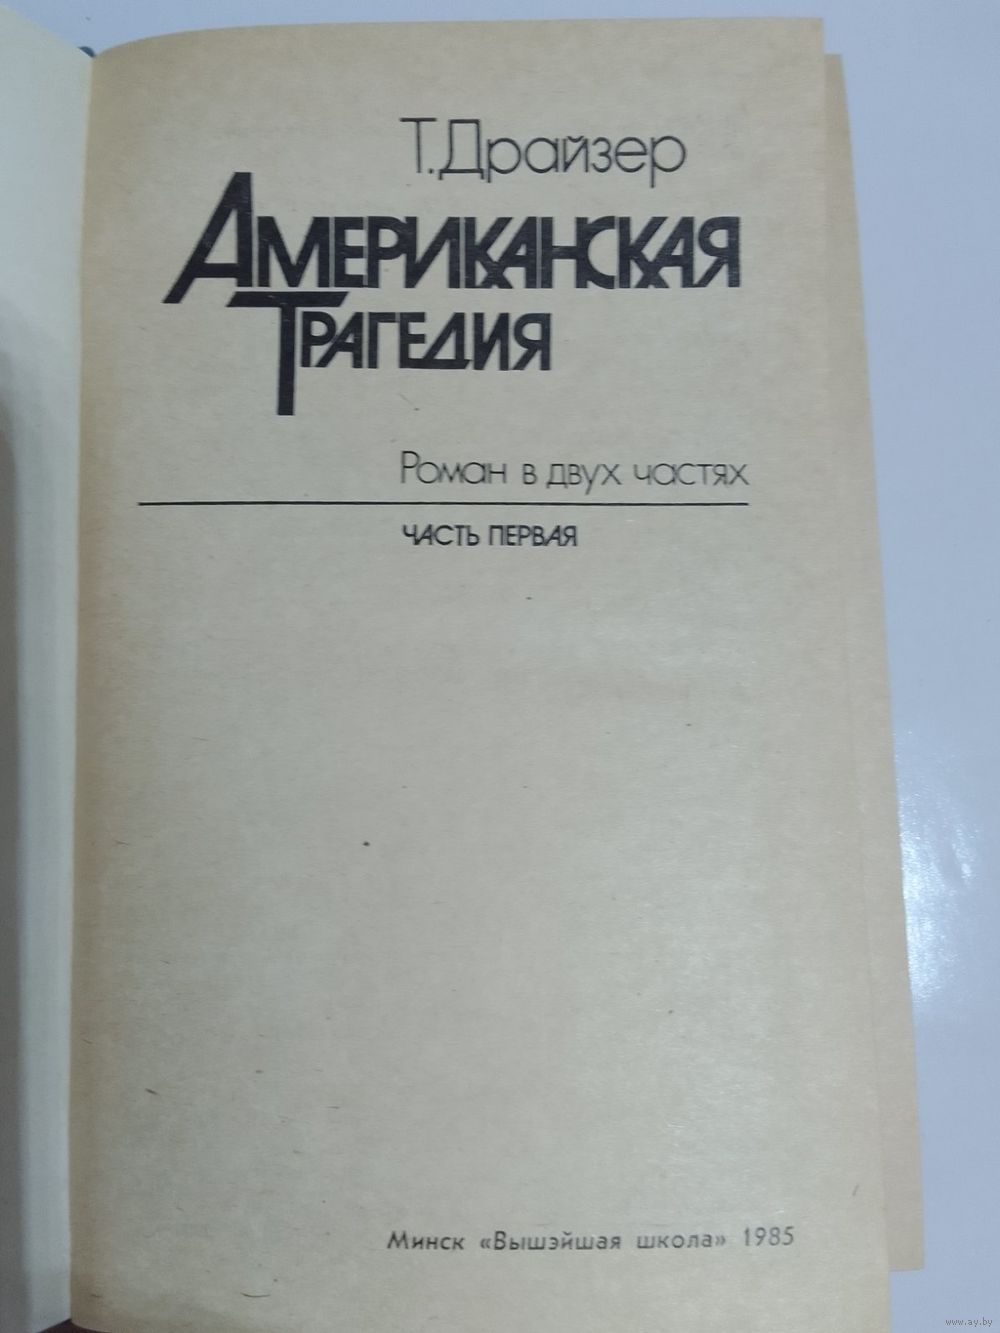 Т. Драйзер
Американская
Трагедия
Роман в двух частях
ЧАСТЬ ПЕРВАЯ
Минск «Вышэйшая школа» 1985
www.ay.by